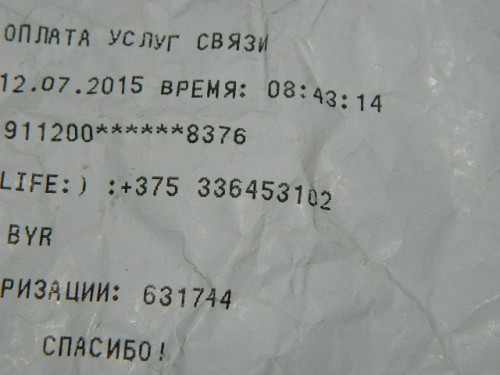 ОПЛАТА УСЛУГ СВЯЗИ
12.07.2015 ВРЕМЯ: 08:43:14
911200******8376
LIFE:) :+375 336453102
BYR
РИЗАЦИИ: 631744
СПАСИБО!